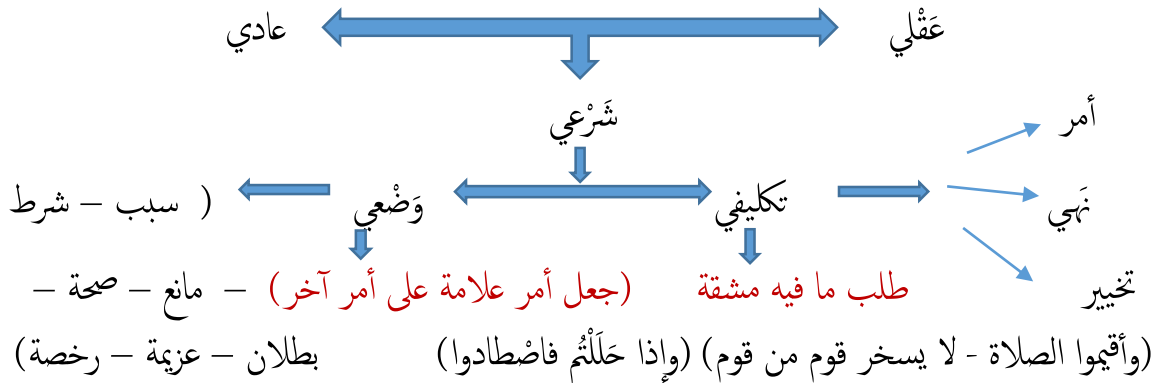 عَقْلي عادي
شَرْعي
أمر
نَهي تكليفي وَضْعي ( سبب – شرط
تخيير طلب ما فيه مشقة (جعل أمر علامة على أمر آخر) – مانع – صحة –
(وأقيموا الصلاة - لا يسخر قوم من قوم) (وإذا حَلَلْتُم فاصْطادوا) بطلان – عزيمة – رخصة)